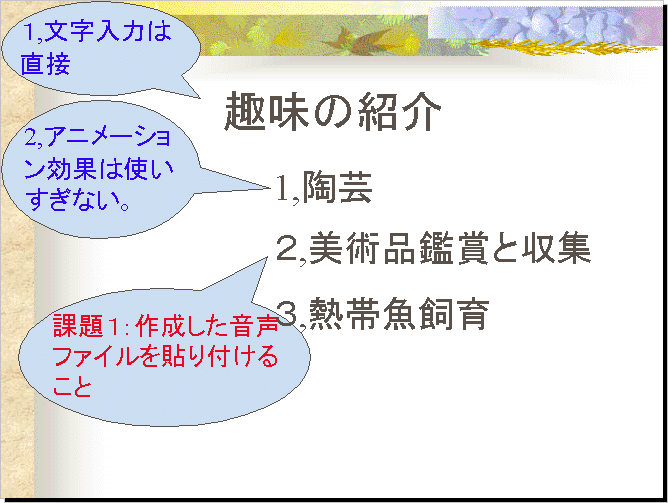 １,文字入力は
直接
2,アニメーショ
ン効果は使い
すぎない。
趣味の紹介
1,陶芸
２,美術品鑑賞と収集
３,熱帯魚飼育
課題１：作成した音声
ファイルを貼り付ける
こと